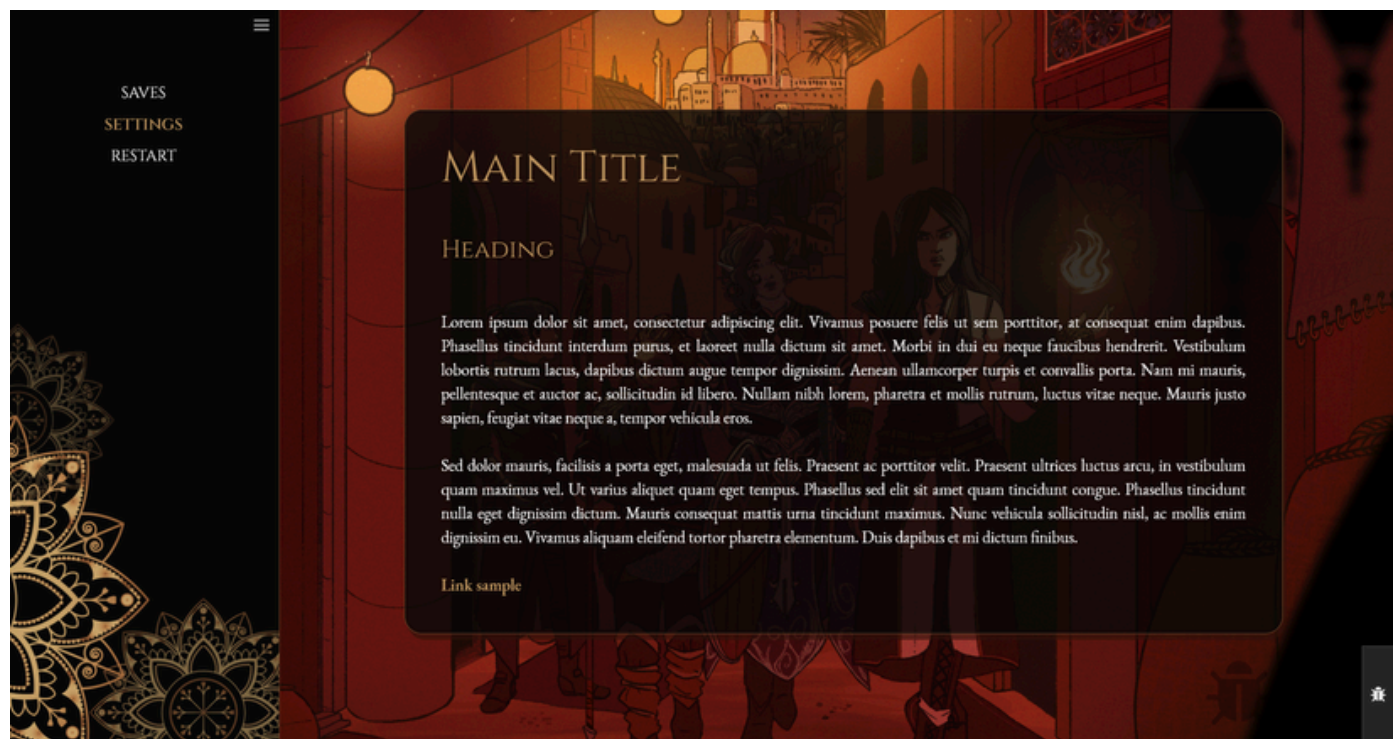 SAVES
SETTINGS
RESTART
Main Title
Heading
Lorem ipsum dolor sit amet, consectetur adipiscing elit. Vivamus posuere felis ut sem porttitor, at consequat enim dapibus.
Phasellus tincidunt interdum purus, et laoreet nulla dictum sit amet. Morbi in dui eu neque faucibus hendrerit. Vestibulum
lobortis rutrum lacus, dapibus dictum augue tempor dignissim. Aenean ullamcorper turpis et convallis porta. Nam mi mauris,
pellentesque et auctor ac, sollicitudin id libero. Nullam nibh lorem, pharetra et mollis rutrum, luctus vitae neque. Mauris justo
sapien, feugiat vitae neque a, tempor vehicula eros.
Sed dolor mauris, facilisis a porta eget, malesuada ut felis. Praesent ac porttitor velit. Praesent ultrices luctus arcu, in vestibulum
quam maximus vel. Ut varius aliquet quam eget tempus. Phasellus sed elit sit amet quam tincidunt congue. Phasellus tincidunt
nulla eget dignissim dictum. Mauris consequat mattis urna tincidunt maximus. Nunc vehicula sollicitudin nisl, ac mollis enim
dignissim eu. Vivamus aliquam eleifend tortor pharetra elementum. Duis dapibus et mi dictum finibus.
Link sample